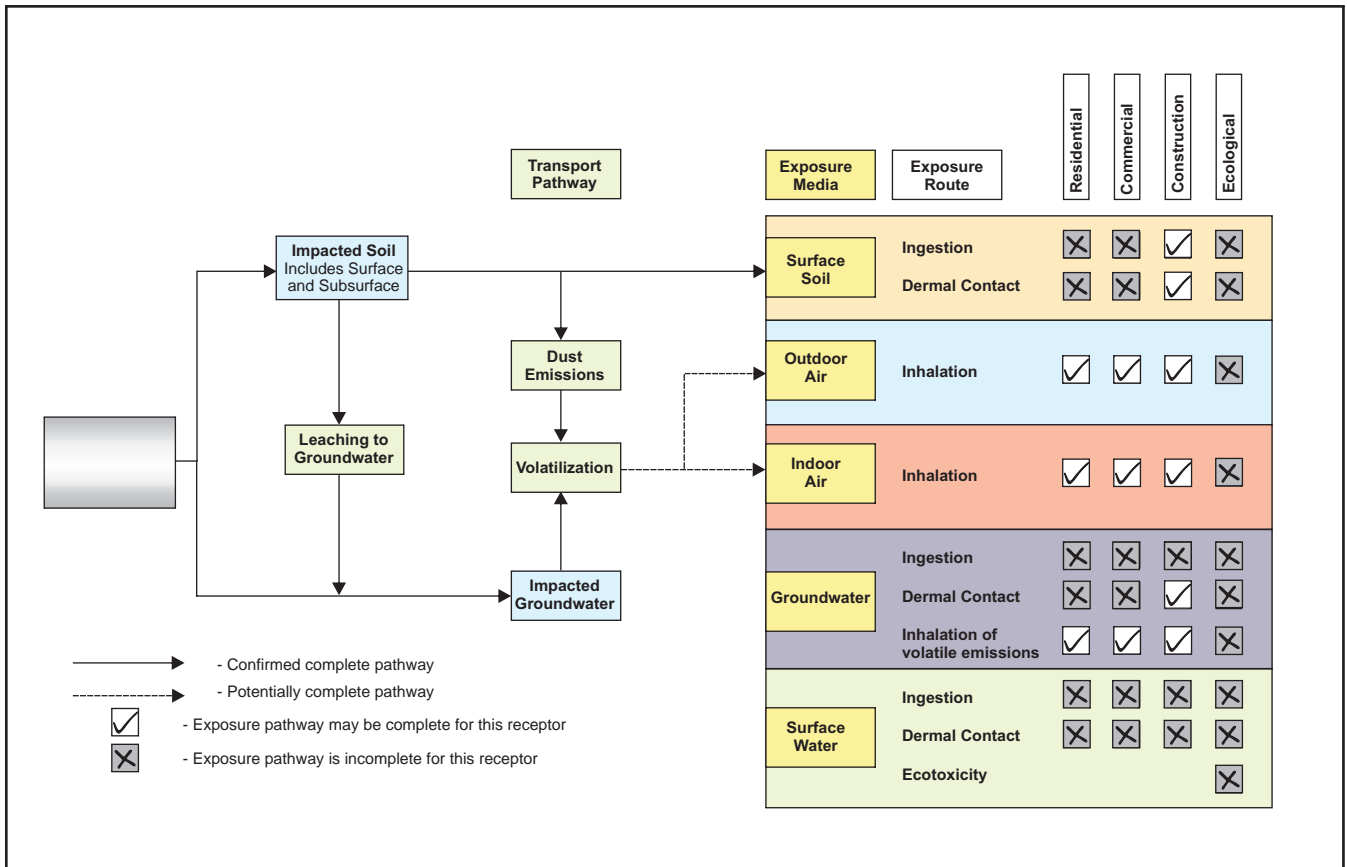 Residential
Commercial
Construction
Ecological
Transport
Pathway
Exposure
Media
Exposure
Route
Impacted Soil
Includes Surface
and Subsurface
Surface
Soil
Ingestion
Dermal Contact
Dust
Emissions
Outdoor
Air
Inhalation
Leaching to
Groundwater
Volatilization
Indoor
Air
Inhalation
Impacted
Groundwater
Groundwater
Ingestion
Dermal Contact
Inhalation of
volatile emissions
Surface
Water
Ingestion
Dermal Contact
Ecotoxicity
- Confirmed complete pathway
- Potentially complete pathway
- Exposure pathway may be complete for this receptor
- Exposure pathway is incomplete for this receptor